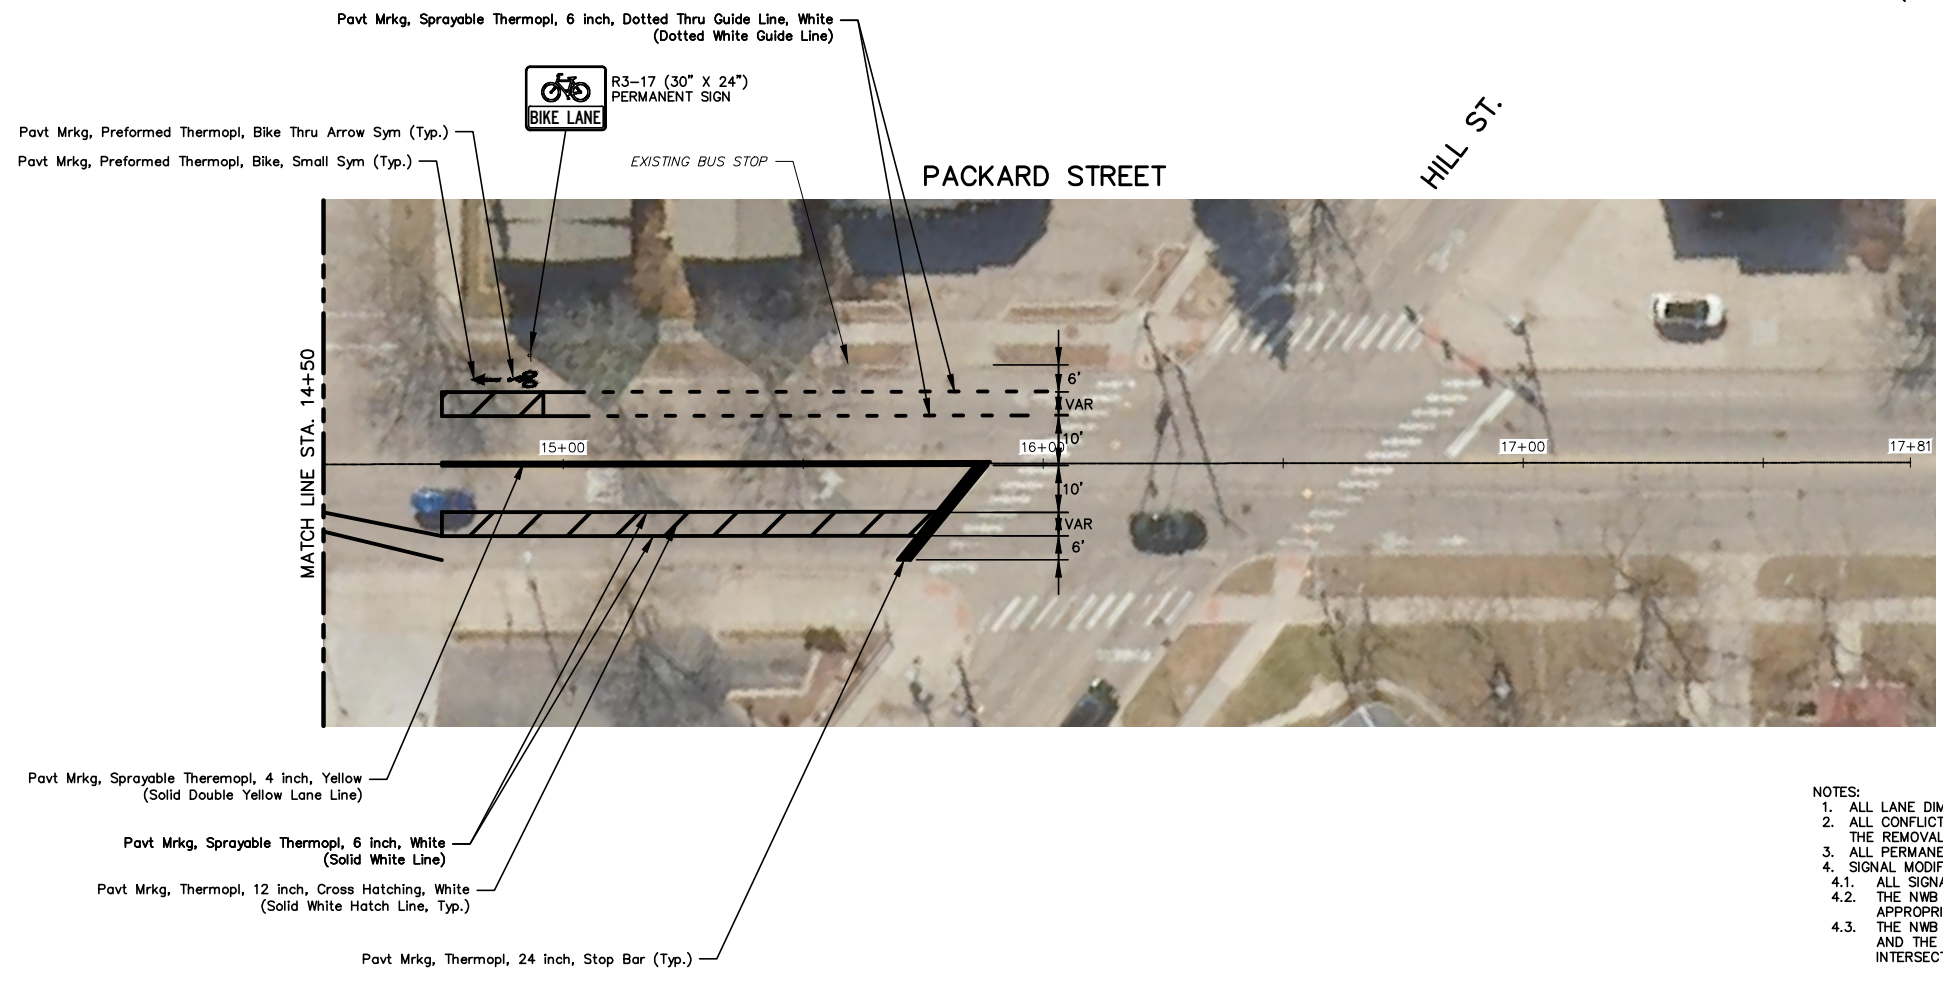 Pavt Mrkg, Sprayable Thermopl, 6 inch, Dotted Thru Guide Line, White
(Dotted White Guide Line)
BIKE LANE
R3-17 (30" X 24")
PERMANENT SIGN
Pavt Mrkg, Preformed Thermopl, Bike Thru Arrow Sym (Typ.)
Pavt Mrkg, Preformed Thermopl, Bike, Small Sym (Typ.)
EXISTING BUS STOP
PACKARD STREET
HILL ST.
MATCH LINE STA. 14+50
6'
VAR
10'
15+00
16+00
17+00
17+81
10'
VAR
6'
Pavt Mrkg, Sprayable Theremopl, 4 inch, Yellow
(Solid Double Yellow Lane Line)
Pavt Mrkg, Sprayable Thermopl, 6 inch, White
(Solid White Line)
Pavt Mrkg, Thermopl, 12 inch, Cross Hatching, White
(Solid White Hatch Line, Typ.)
Pavt Mrkg, Thermopl, 24 inch, Stop Bar (Typ.)
NOTES:
1. ALL LANE DIM
2. ALL CONFLICT
THE REMOVAL
3. ALL PERMANE
4. SIGNAL MODIF
4.1. ALL SIGNA
4.2. THE NWB
APPROPRI
4.3. THE NWB
AND THE
INTERSECT